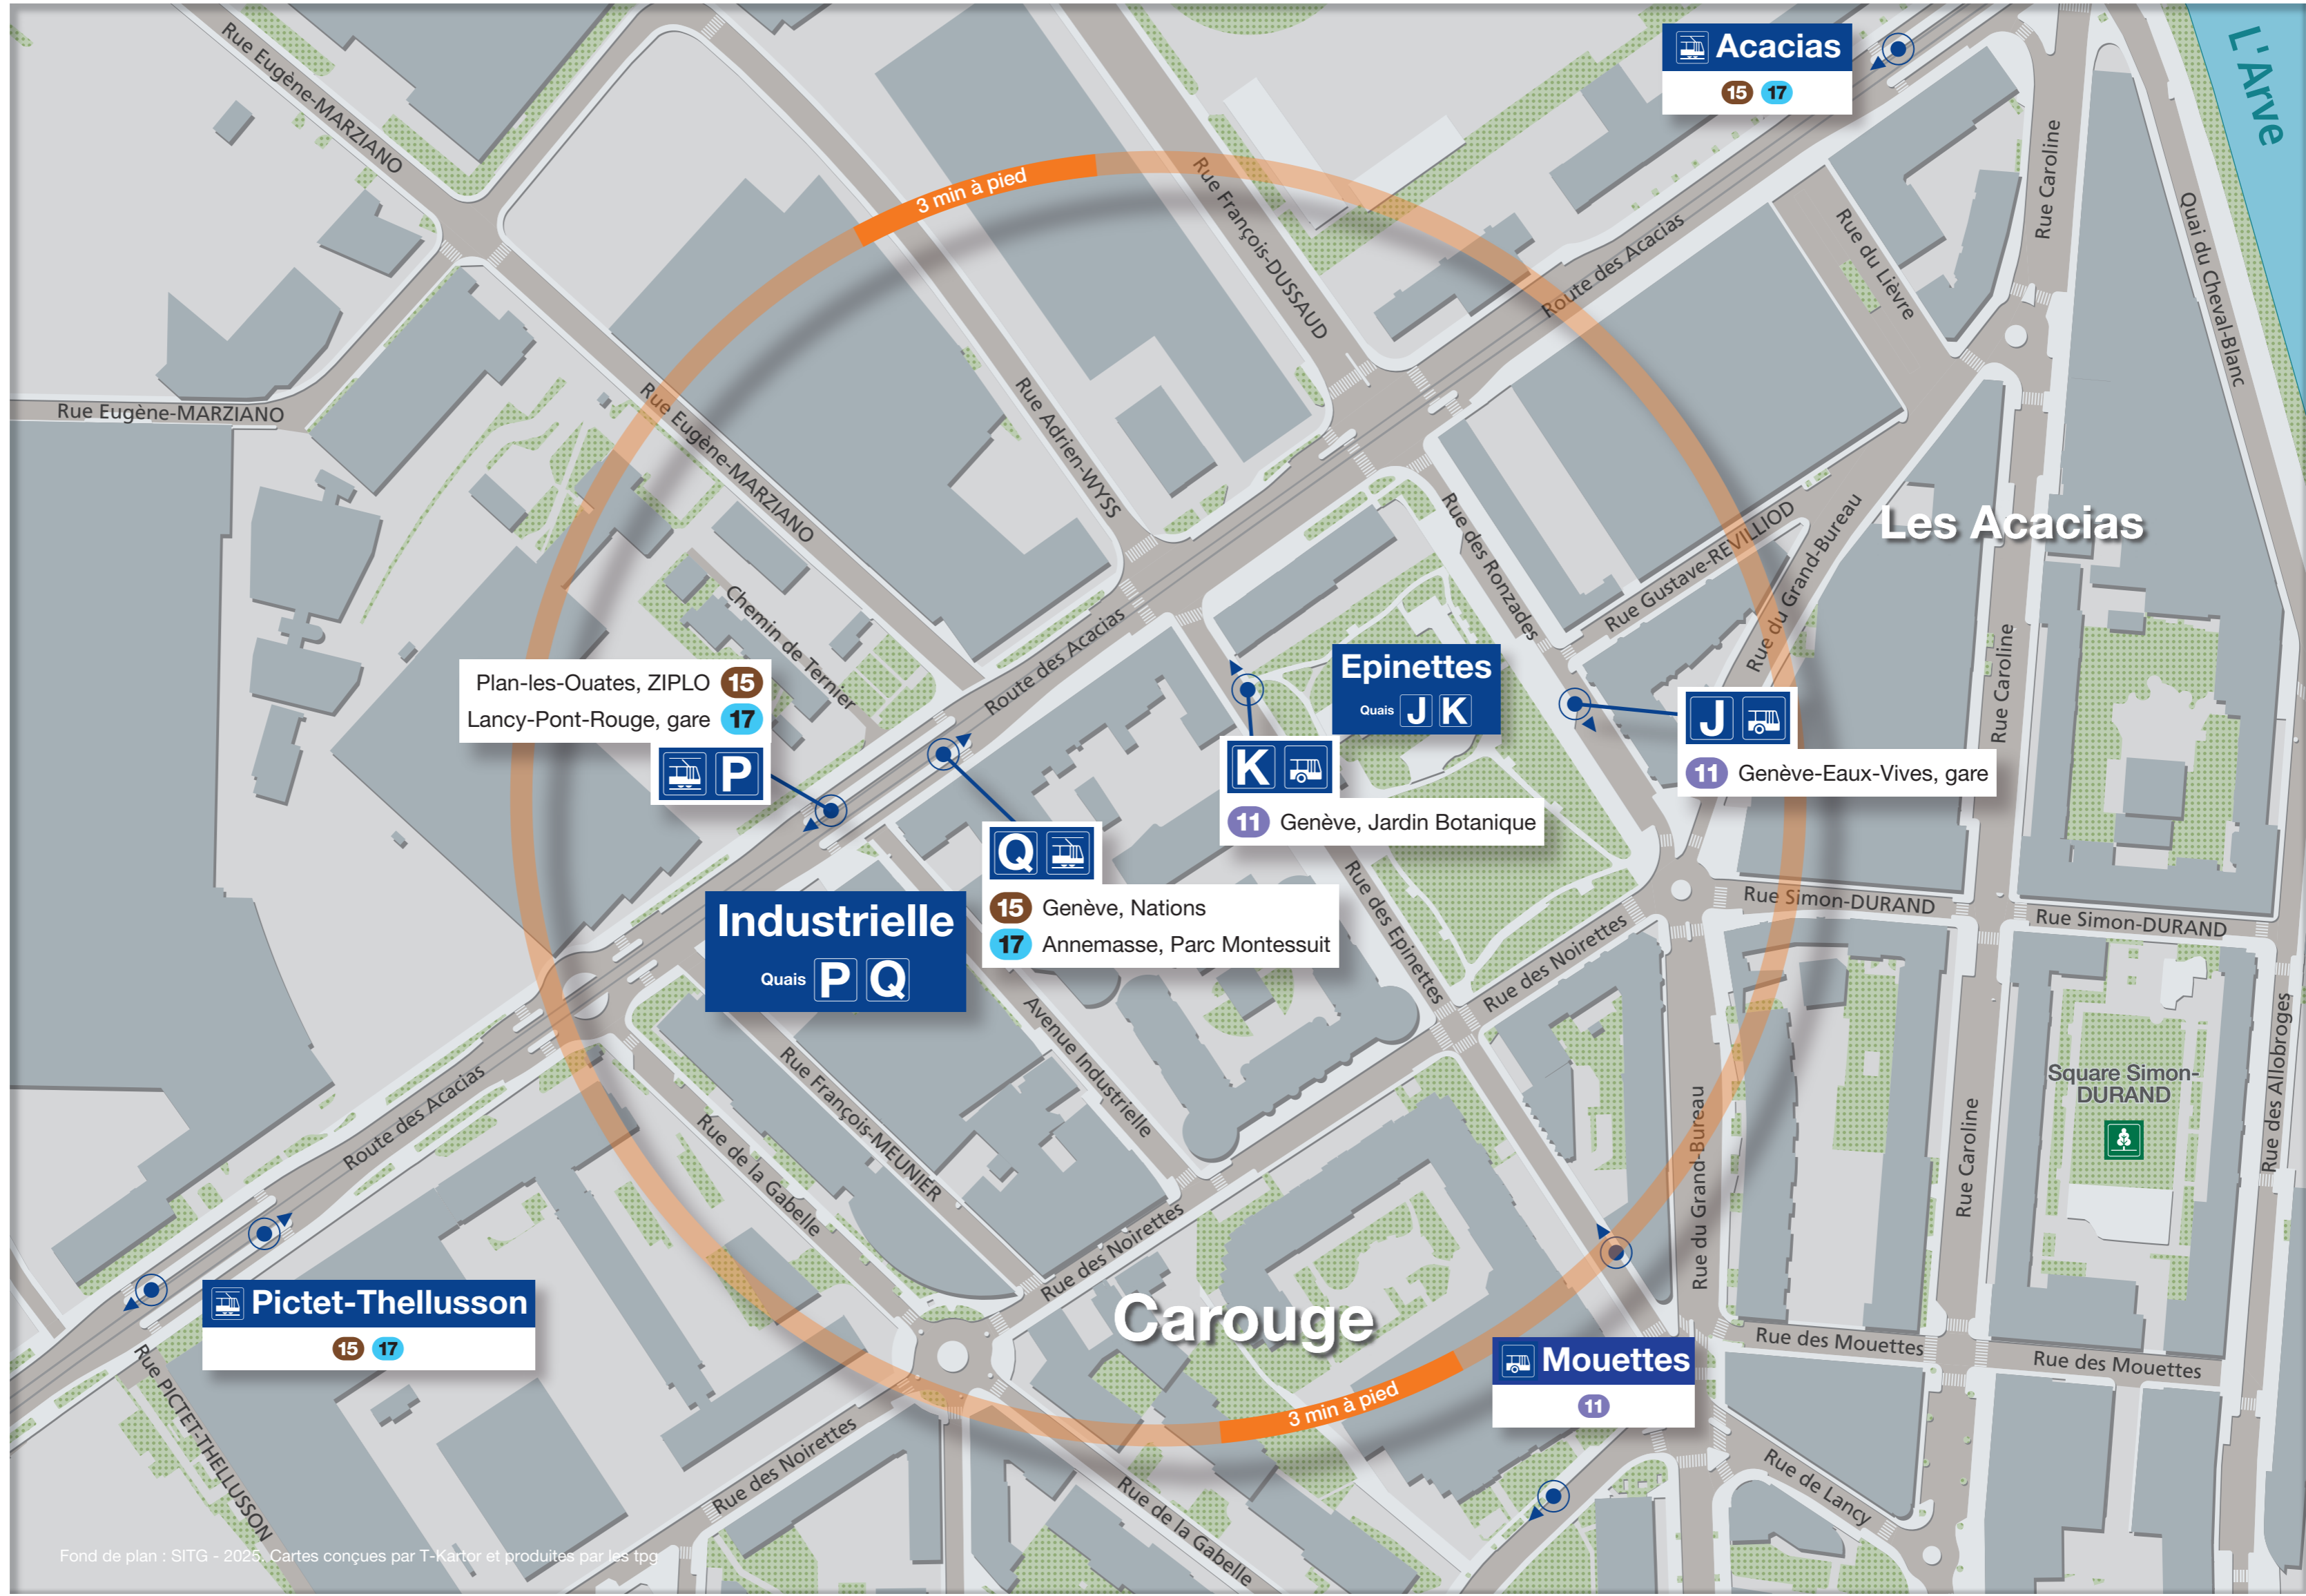 Rue Eugène-MARZIANO
Acacias
15 17
L'Arve
Rue Caroline
3 min à pied
Rue François-DUSSAUD
Route des Acacias
Rue du Lièvre
Quai du Cheval-Blanc
Rue Eugène-MARZIANO
Rue Eugène-MARZIANO
Rue Adrien-WYSS
Rue des Ronzades
Rue Gustave-REVILLIOD
Rue du Grand-Bureau
Les Acacias
Chemin de Ternier
Route des Acacias
Rue Caroline
Plan-les-Ouates, ZIPLO 15
Lancy-Pont-Rouge, gare 17
P
Epinettes
Quais J K
J
11 Genève-Eaux-Vives, gare
K
11 Genève, Jardin Botanique
Q
15 Genève, Nations
17 Annemasse, Parc Montessuit
Industrielle
Quais P Q
Rue des Epinettes
Rue des Noirettes
Rue Simon-DURAND
Rue Simon-DURAND
Avenue Industrielle
Rue François-MEUNIER
Rue de la Gabelle
Route des Acacias
Rue du Grand-Bureau
Rue Caroline
Square Simon-
DURAND
Rue des Allobroges
Rue des Noirettes
Carouge
Pictet-Thellusson
15 17
Rue PICTET-THELLUSSON
Mouettes
11
Rue des Mouettes
Rue des Mouettes
3 min à pied
Rue des Noirettes
Rue de la Gabelle
Rue de Lancy
Fond de plan : SITG - 2025. Cartes conçues par T-Kartor et produites par les tpg